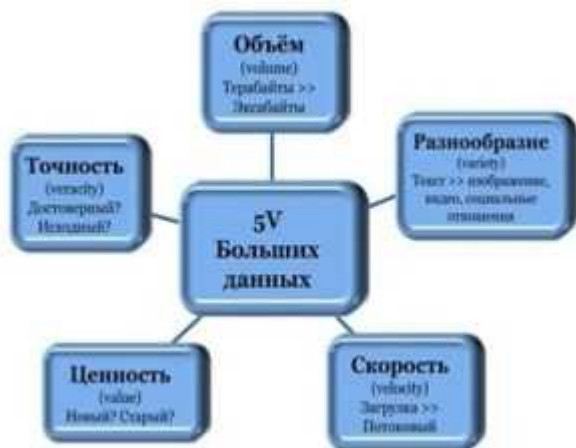 Объём
(volume)
Терабайты >>
Эксабайты
Точность
(veracity)
Достоверный?
Исходный?
Разнообразие
(variety)
Текст >> изображение,
видео, социальные
отношения
5V
Больших
данных
Ценность
(value)
Новый? Старый?
Скорость
(velocity)
Загрузка >>
Потоковый